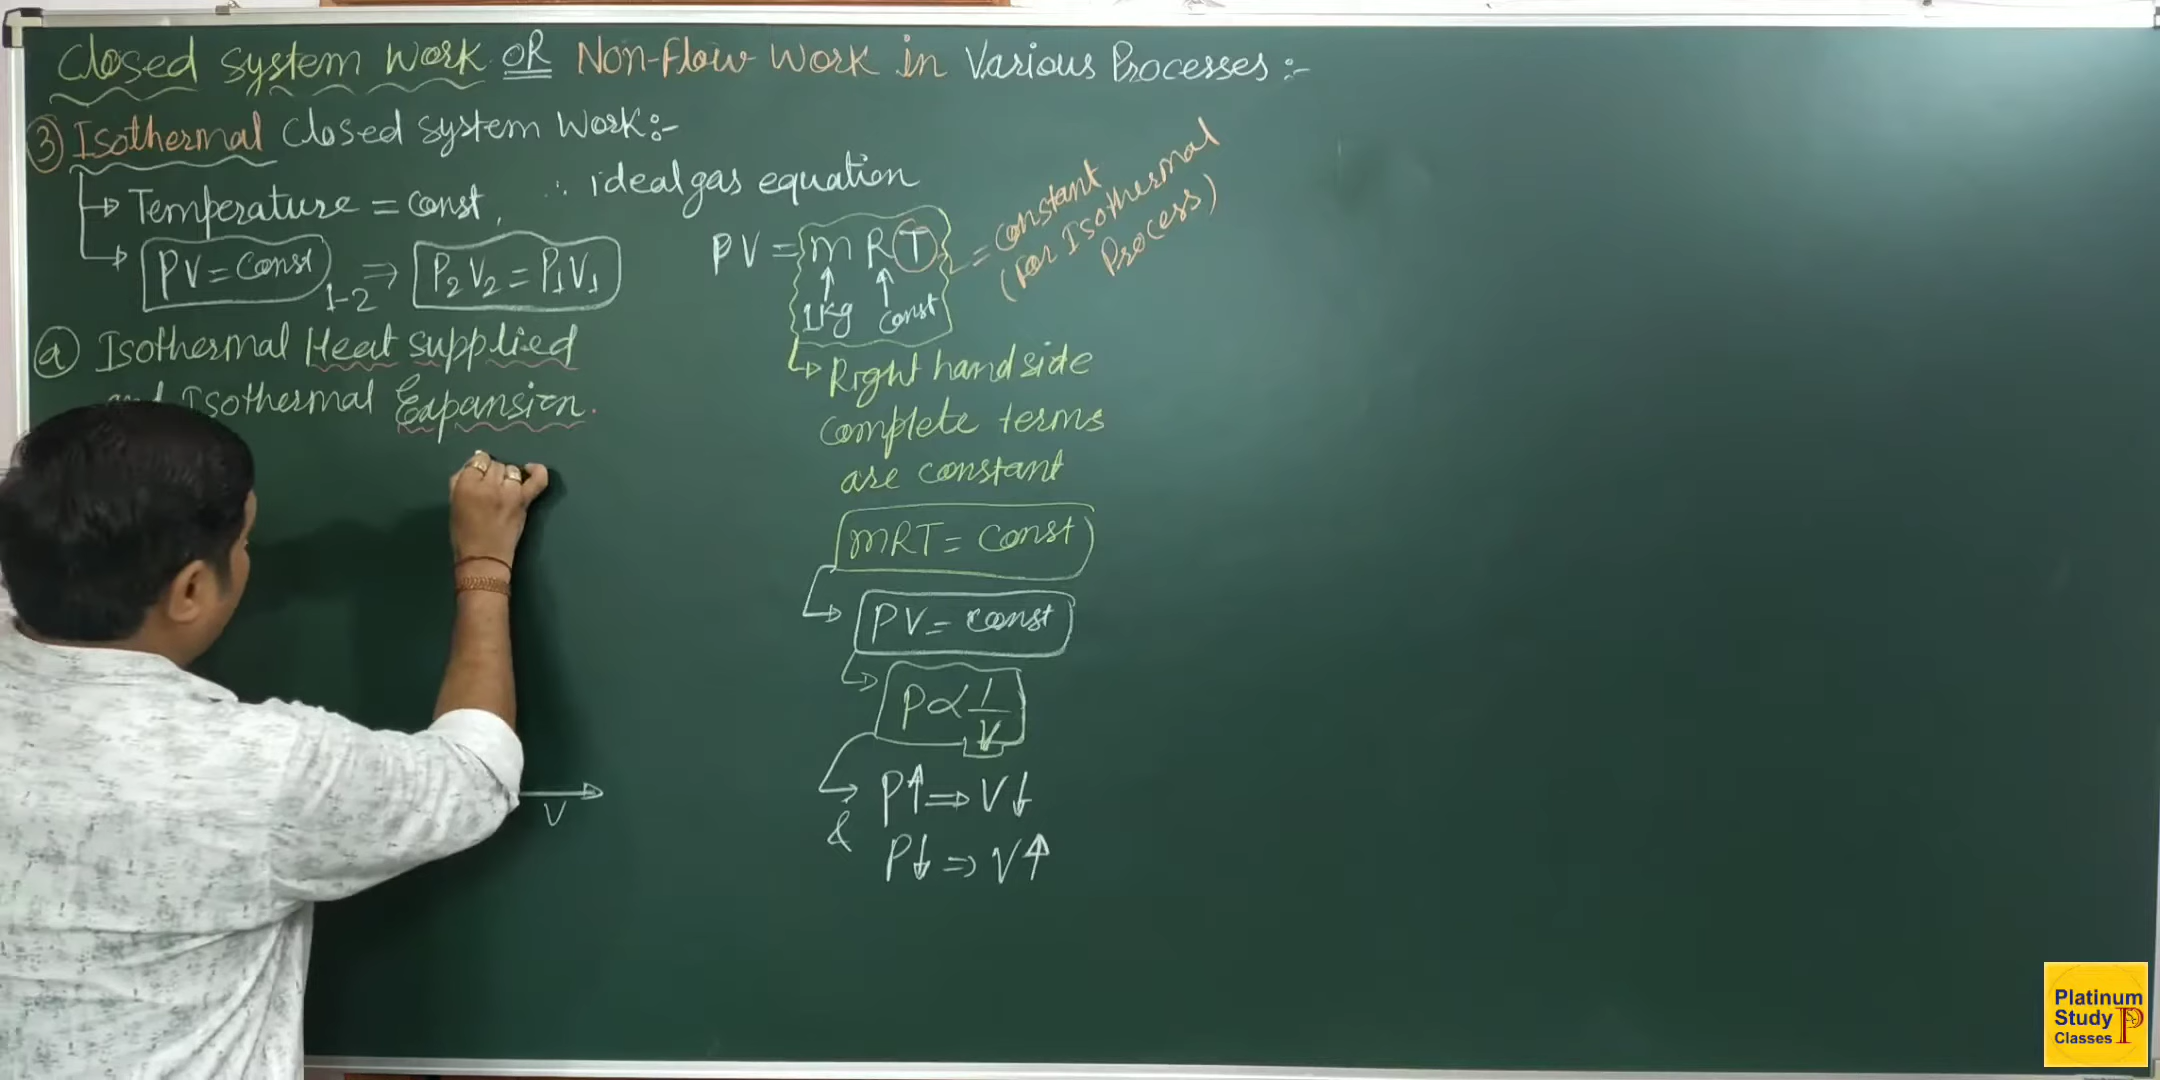 Closed system Work OR Non-Flow Work in Various Processes :-
③ Isothermal Closed system Work:-
→ Temperature = const,
→ PV = Const 1-2 ⇒ P₂V₂ = P₁V₁
ⓐ Isothermal Heat supplied
and Isothermal Expansion.
V
∴ ideal gas equation
PV = m R T = constant
(For Isothermal
Process)
1kg const
→ Right hand side
complete terms
are constant
mRT = Const
→ PV = const
→ P ∝ 1/V
→ P↑ ⇒ V↓
&
P↓ ⇒ V↑
Platinum
Study
Classes